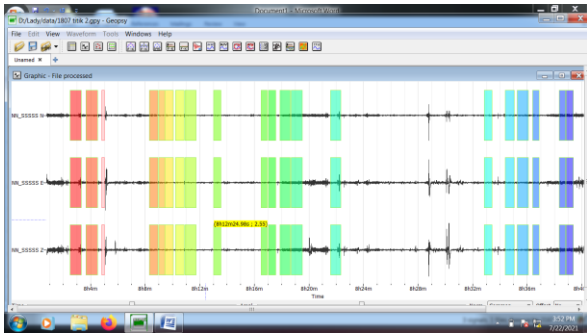 Document1 - Microsoft Word
D:/Lady/data/1807 titik 2.gpy - Geopsy
File Edit View Waveform Tools Windows Help
Unamed
Graphic - File processed
NN_SSSSS N
NN_SSSSS E
(8h12m24.98s ; 2.55)
NN_SSSSS Z
8h4m 8h8m 8h12m 8h16m 8h20m 8h24m 8h28m 8h32m 8h36m
Time
3:52 PM
7/22/2021